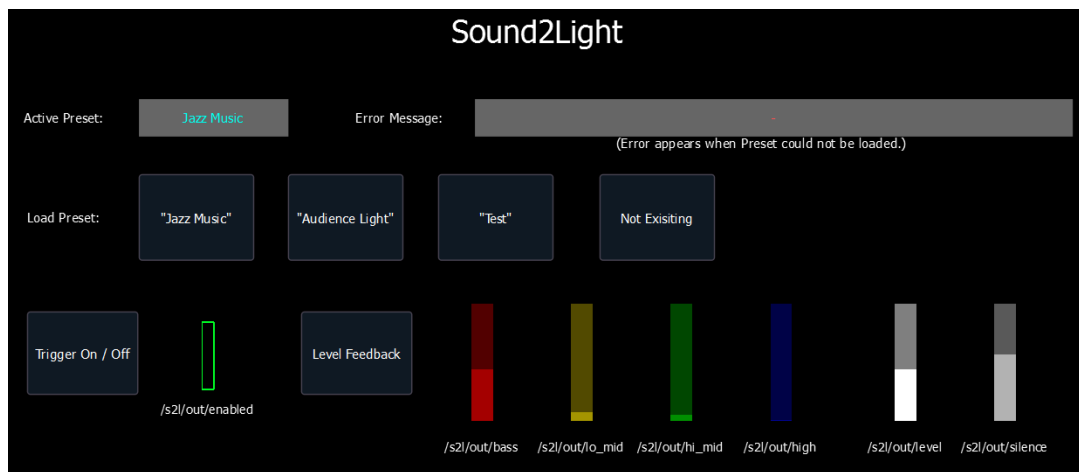 Sound2Light
Active Preset:
Jazz Music
Error Message:
-
(Error appears when Preset could not be loaded.)
Load Preset:
"Jazz Music"
"Audience Light"
"Test"
Not Exisiting
Trigger On / Off
/s2l/out/enabled
Level Feedback
/s2l/out/bass
/s2l/out/lo_mid
/s2l/out/hi_mid
/s2l/out/high
/s2l/out/level
/s2l/out/silence